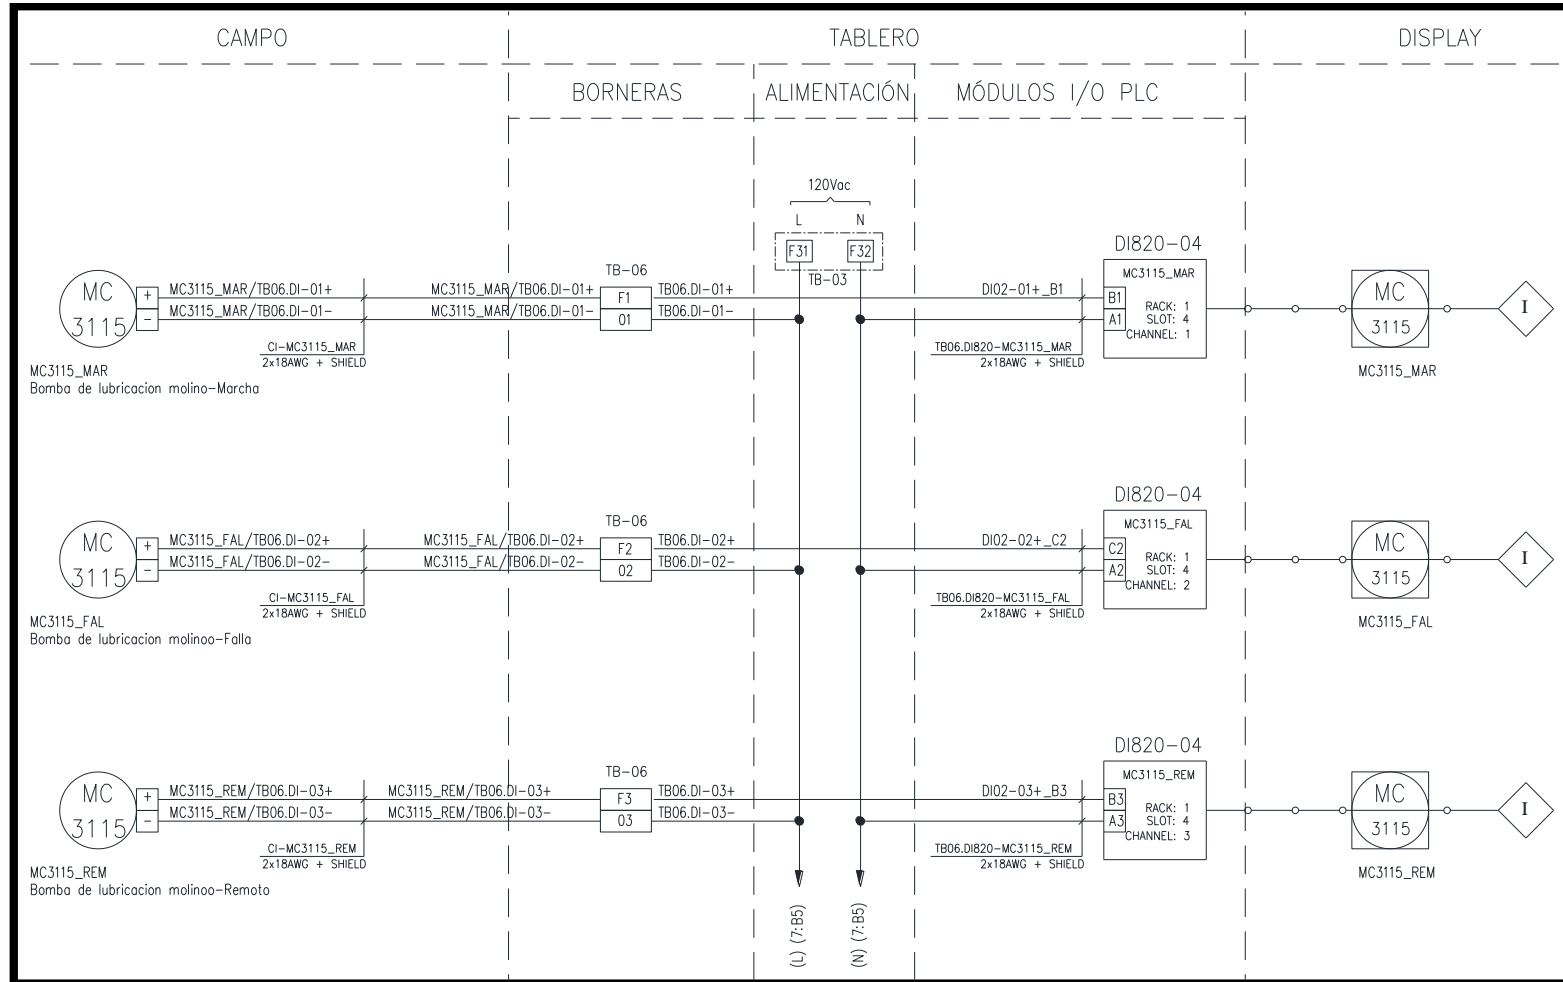 CAMPO
TABLERO
DISPLAY
BORNERAS
ALIMENTACIÓN
MÓDULOS I/O PLC
120Vac
L N
F31 F32
TB-03
MC
3115
+
-
MC3115_MAR/TB06.DI-01+
MC3115_MAR/TB06.DI-01-
CI-MC3115_MAR
2x18AWG + SHIELD
MC3115_MAR
Bomba de lubricacion molino-Marcha
MC3115_MAR/TB06.DI-01+
MC3115_MAR/TB06.DI-01-
TB-06
F1
01
TB06.DI-01+
TB06.DI-01-
DI02-01+_B1
TB06.DI820-MC3115_MAR
2x18AWG + SHIELD
DI820-04
MC3115_MAR
B1
A1
RACK: 1
SLOT: 4
CHANNEL: 1
MC
3115
MC3115_MAR
I
MC
3115
+
-
MC3115_FAL/TB06.DI-02+
MC3115_FAL/TB06.DI-02-
CI-MC3115_FAL
2x18AWG + SHIELD
MC3115_FAL
Bomba de lubricacion molinoo-Falla
MC3115_FAL/TB06.DI-02+
MC3115_FAL/TB06.DI-02-
TB-06
F2
02
TB06.DI-02+
TB06.DI-02-
DI02-02+_C2
TB06.DI820-MC3115_FAL
2x18AWG + SHIELD
DI820-04
MC3115_FAL
C2
A2
RACK: 1
SLOT: 4
CHANNEL: 2
MC
3115
MC3115_FAL
I
MC
3115
+
-
MC3115_REM/TB06.DI-03+
MC3115_REM/TB06.DI-03-
CI-MC3115_REM
2x18AWG + SHIELD
MC3115_REM
Bomba de lubricacion molinoo-Remoto
MC3115_REM/TB06.DI-03+
MC3115_REM/TB06.DI-03-
TB-06
F3
03
TB06.DI-03+
TB06.DI-03-
DI02-03+_B3
TB06.DI820-MC3115_REM
2x18AWG + SHIELD
DI820-04
MC3115_REM
B3
A3
RACK: 1
SLOT: 4
CHANNEL: 3
MC
3115
MC3115_REM
I
(L) (7:B5)
(N) (7:B5)